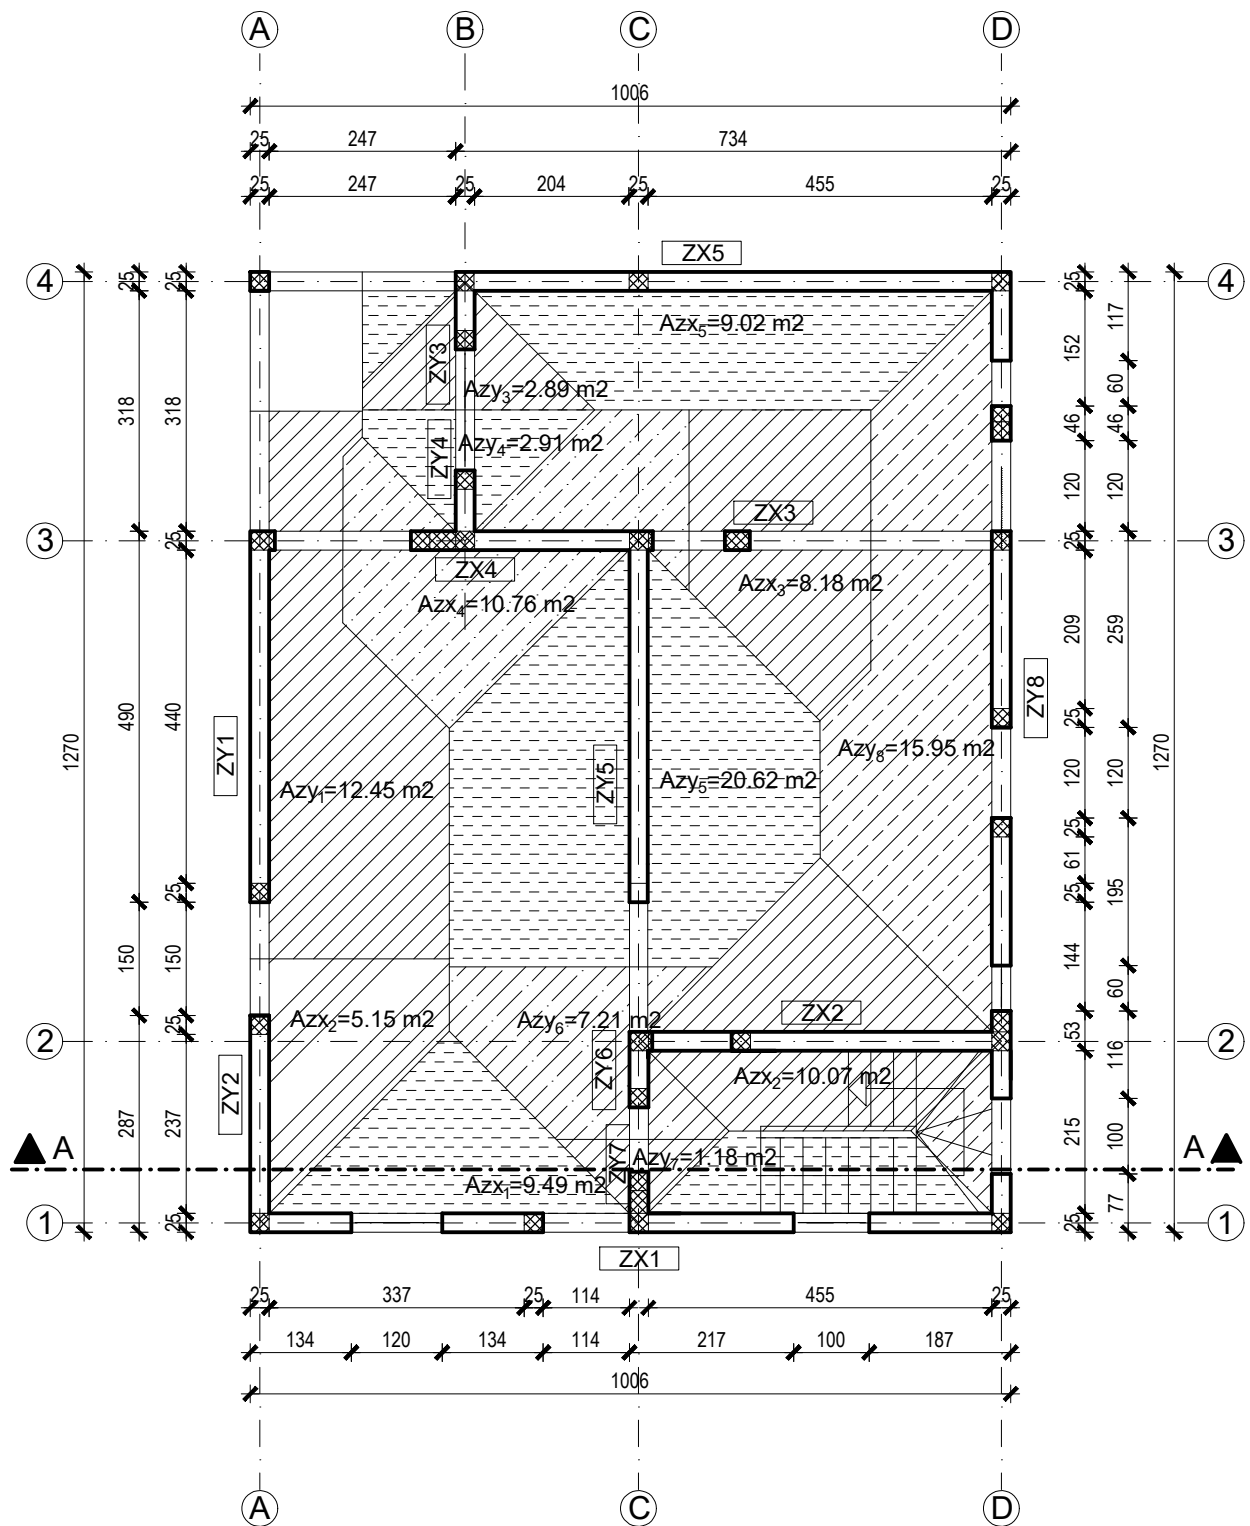 A B C D
1006
25 247 734
25 247 25 204 25 455 25
ZX5
4 25 25 25 4
Azx5=9.02 m2
117
152
ZY3
Azy3=2.89 m2
60
318 318
46 46
ZY4
Azy4=2.91 m2
120 120
ZX3
3 25 25 3
ZX4
Azx3=8.18 m2
Azx4=10.76 m2
209 259
490 440
ZY8
25
1270 1270
ZY1
Azy8=15.95 m2
ZY5
Azy1=12.45 m2
Azy5=20.62 m2
120 120
25
61
25 25
195
150 150
144
60
ZX2
Azx2=5.15 m2
Azy6=7.21 m2
25
2 53 2
ZY6
116
Azx2=10.07 m2
ZY2
287 237
215 100
A A
ZY7
Azy7=1.18 m2
Azx1=9.49 m2
77
1 25 25 1
ZX1
25 337 25 114 455 25
134 120 134 114 217 100 187
1006
A C D